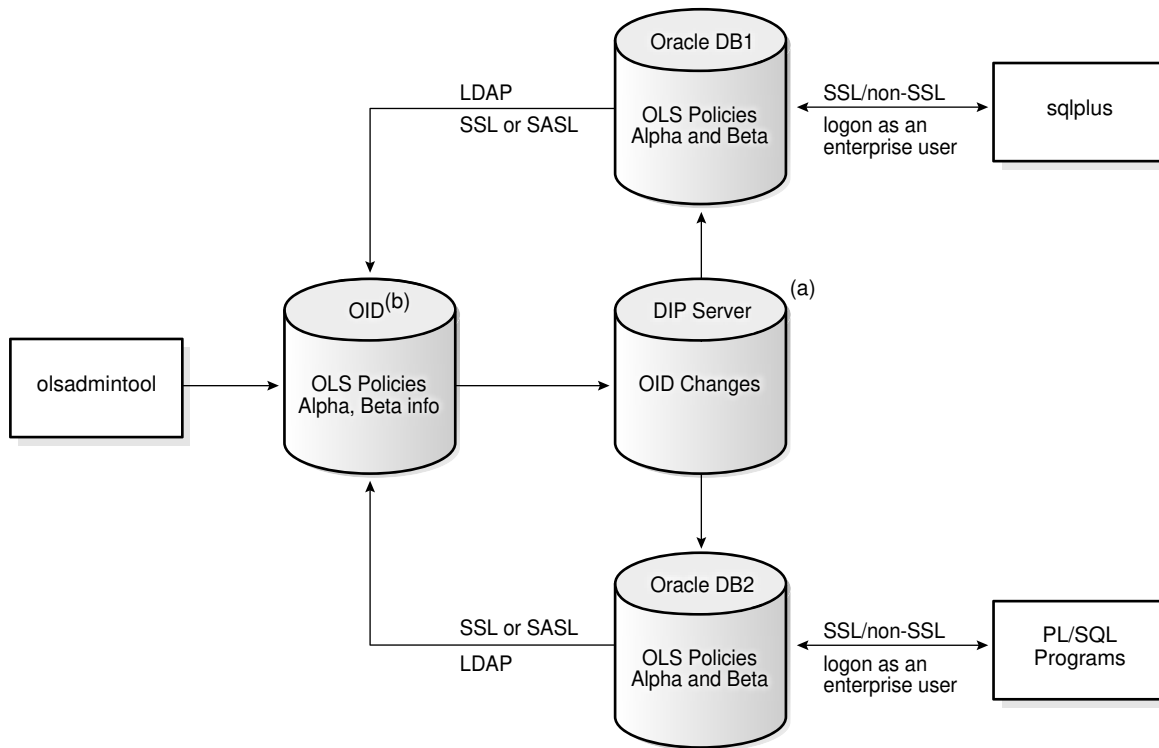 Oracle DB1
OLS Policies
Alpha and Beta
LDAP
SSL or SASL
SSL/non-SSL
logon as an
enterprise user
sqlplus
olsadmintool
OID(b)
OLS Policies
Alpha, Beta info
DIP Server
(a)
OID Changes
Oracle DB2
OLS Policies
Alpha and Beta
SSL or SASL
LDAP
SSL/non-SSL
logon as an
enterprise user
PL/SQL
Programs